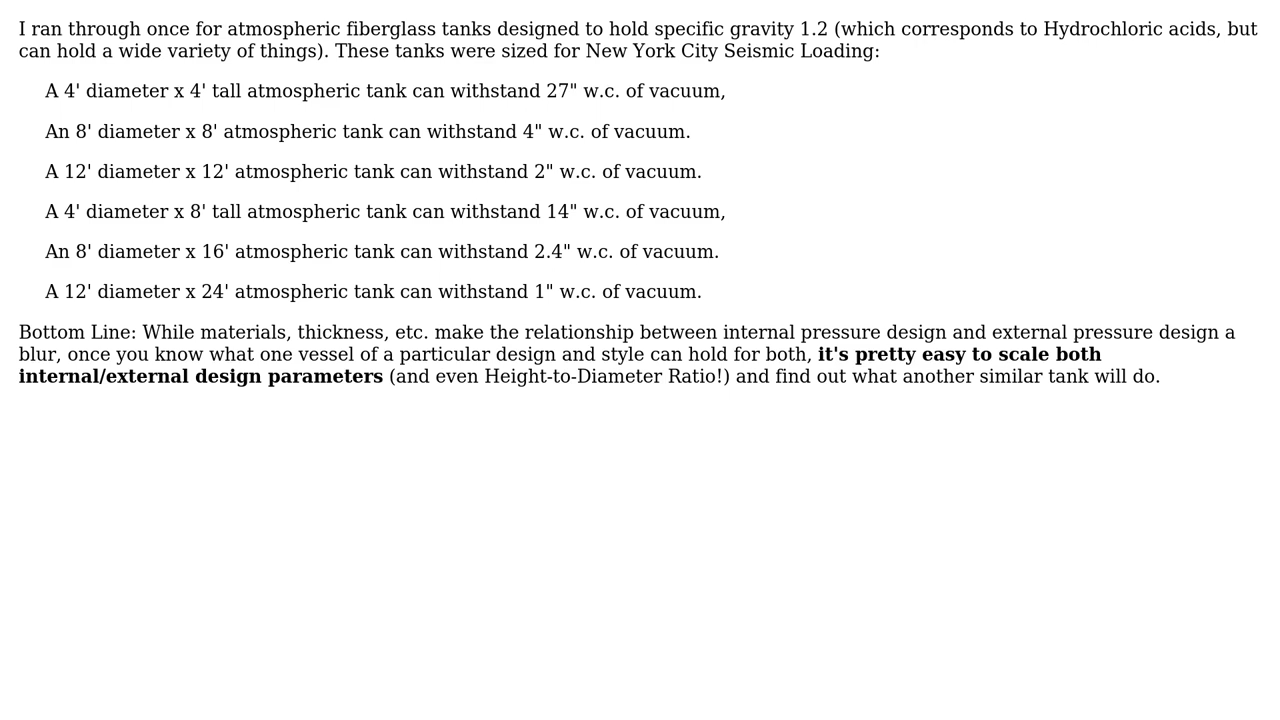 I ran through once for atmospheric fiberglass tanks designed to hold specific gravity 1.2 (which corresponds to Hydrochloric acids, but
can hold a wide variety of things). These tanks were sized for New York City Seismic Loading:
A 4' diameter x 4' tall atmospheric tank can withstand 27" w.c. of vacuum,
An 8' diameter x 8' atmospheric tank can withstand 4" w.c. of vacuum.
A 12' diameter x 12' atmospheric tank can withstand 2" w.c. of vacuum.
A 4' diameter x 8' tall atmospheric tank can withstand 14" w.c. of vacuum,
An 8' diameter x 16' atmospheric tank can withstand 2.4" w.c. of vacuum.
A 12' diameter x 24' atmospheric tank can withstand 1" w.c. of vacuum.
Bottom Line: While materials, thickness, etc. make the relationship between internal pressure design and external pressure design a
blur, once you know what one vessel of a particular design and style can hold for both, it's pretty easy to scale both
internal/external design parameters (and even Height-to-Diameter Ratio!) and find out what another similar tank will do.